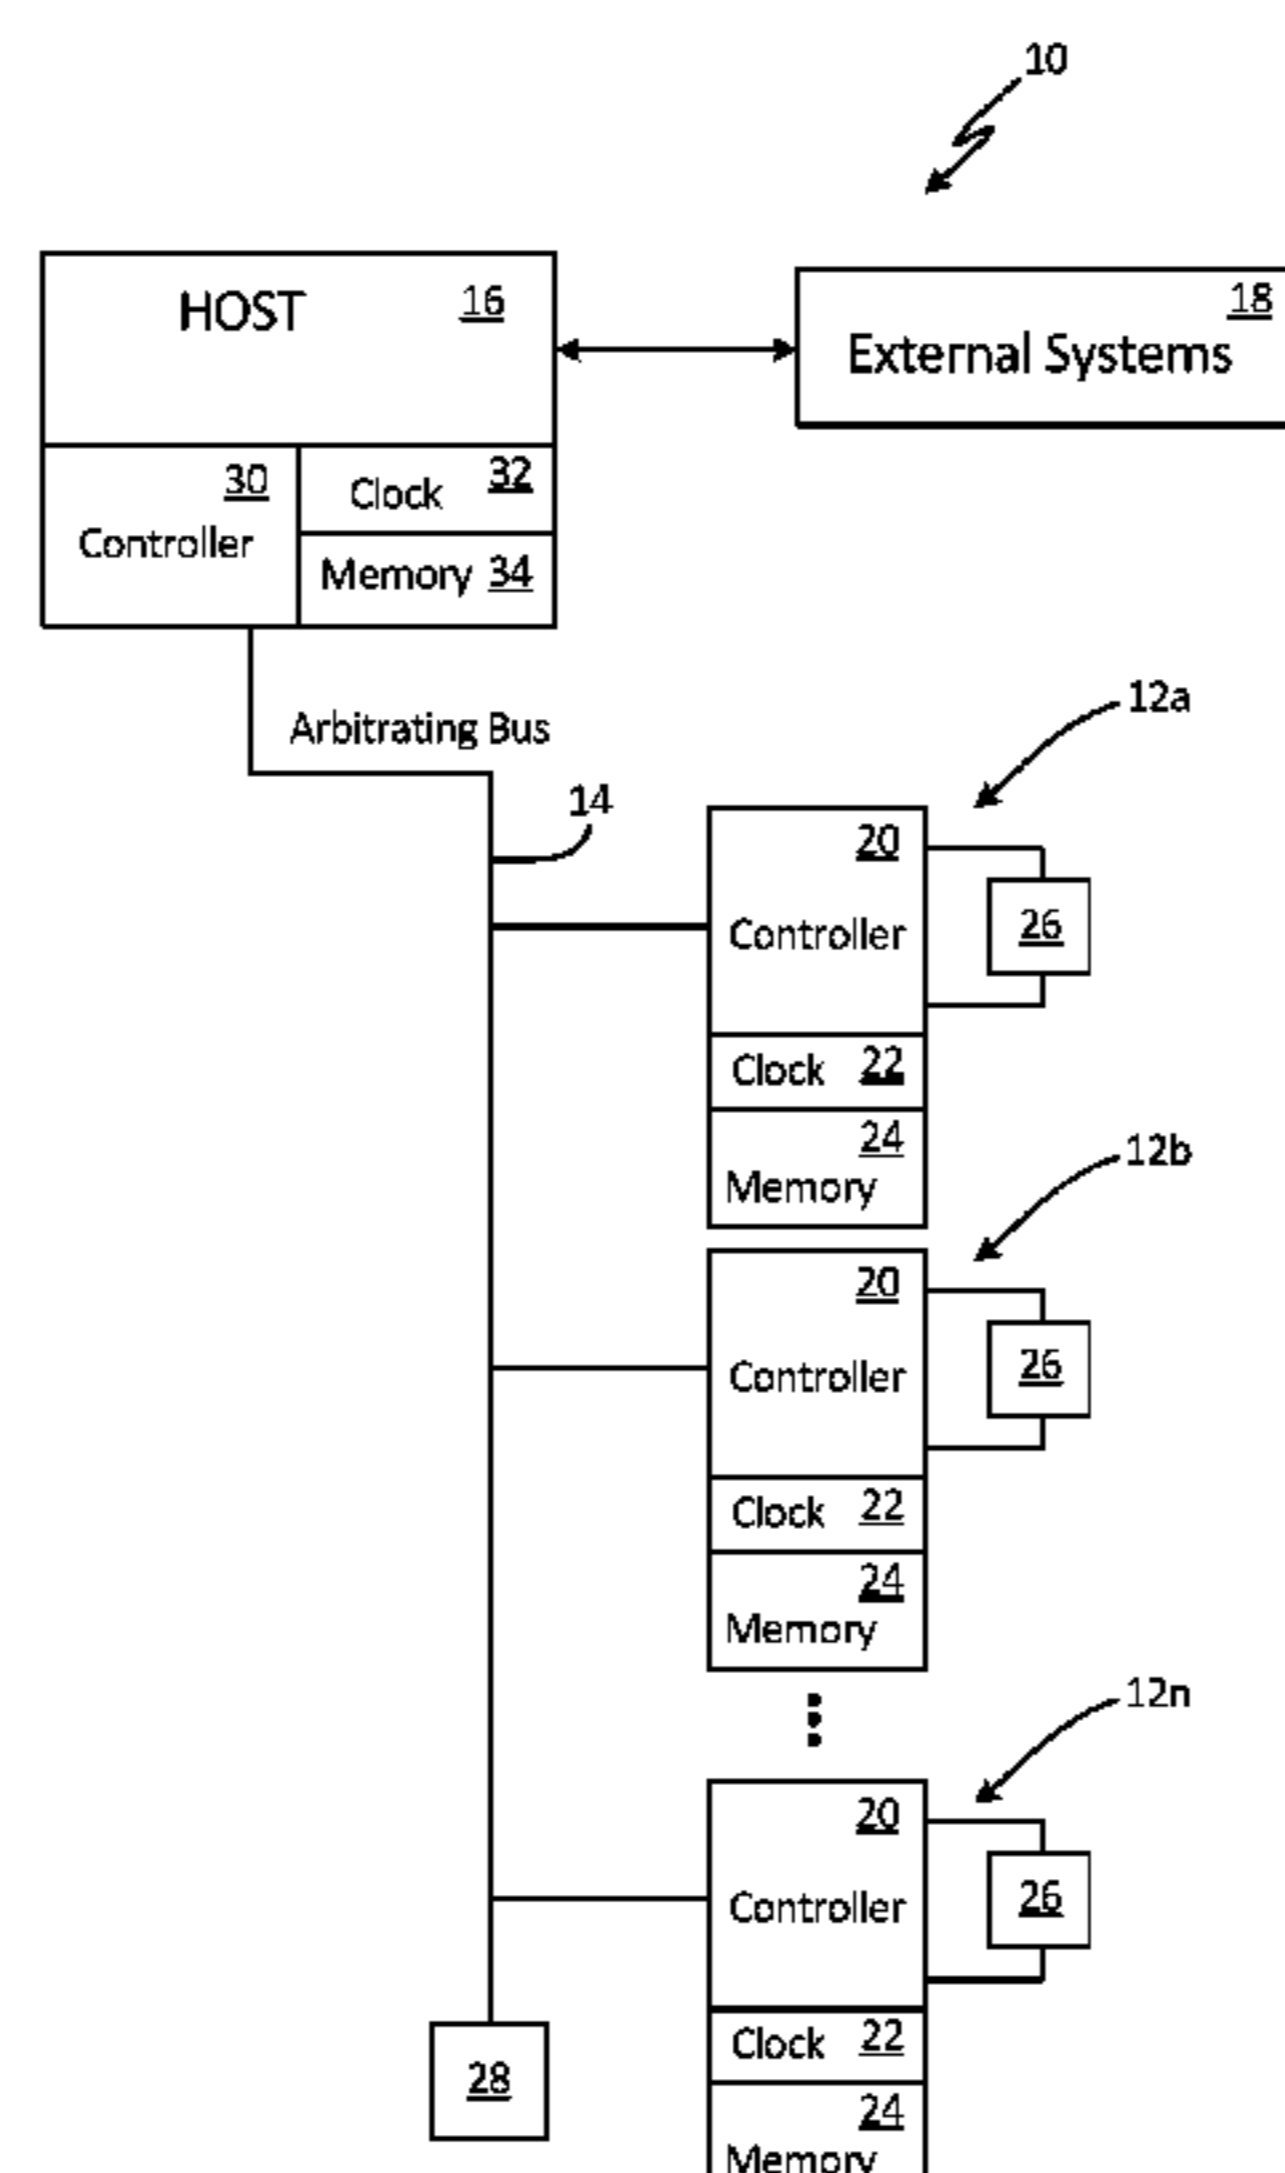 10
HOST 16
External Systems 18
30
Controller
Clock 32
Memory 34
Arbitrating Bus
14
12a
20
Controller
26
Clock 22
24
Memory
12b
20
Controller
26
Clock 22
24
Memory
12n
20
Controller
26
Clock 22
24
Memory
28